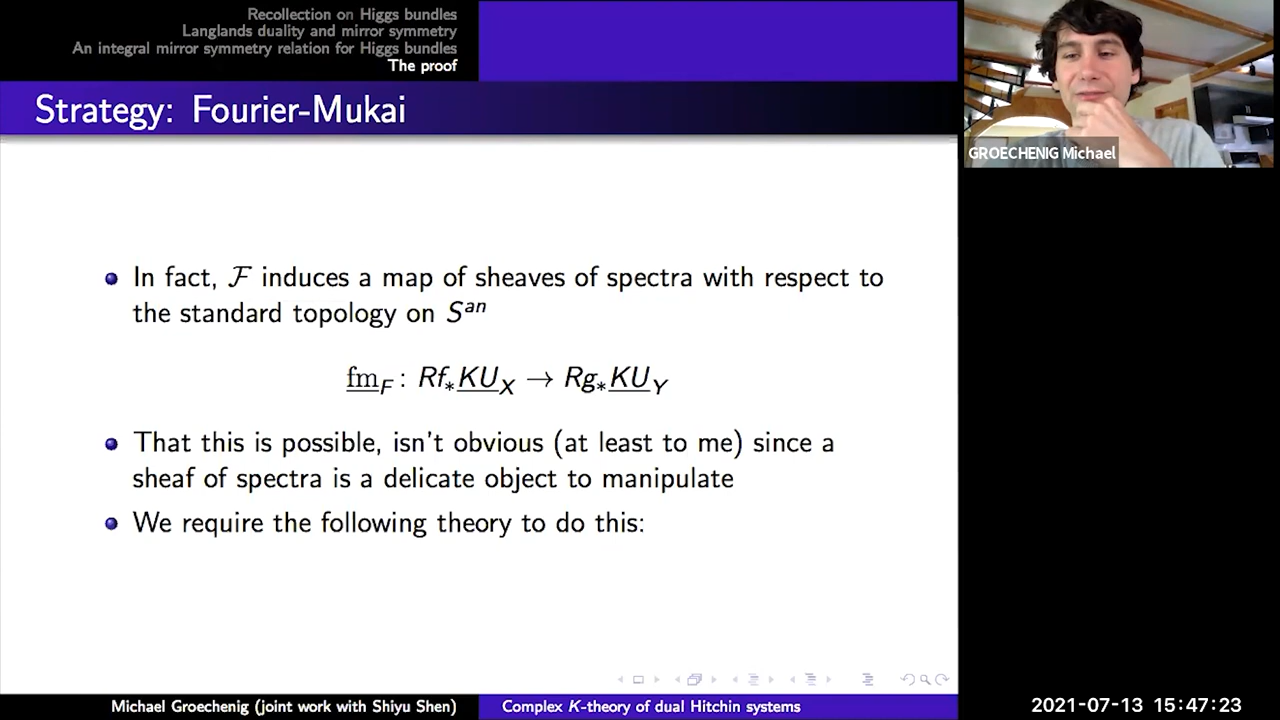 Recollection on Higgs bundles
Langlands duality and mirror symmetry
An integral mirror symmetry relation for Higgs bundles
The proof
Strategy: Fourier-Mukai
In fact, ℱ induces a map of sheaves of spectra with respect to
the standard topology on S^{an}
fm_F : Rf_*KU_X → Rg_*KU_Y
That this is possible, isn't obvious (at least to me) since a
sheaf of spectra is a delicate object to manipulate
We require the following theory to do this:
Michael Groechenig (joint work with Shiyu Shen)
Complex K-theory of dual Hitchin systems
GROECHENIG Michael
2021-07-13 15:47:23